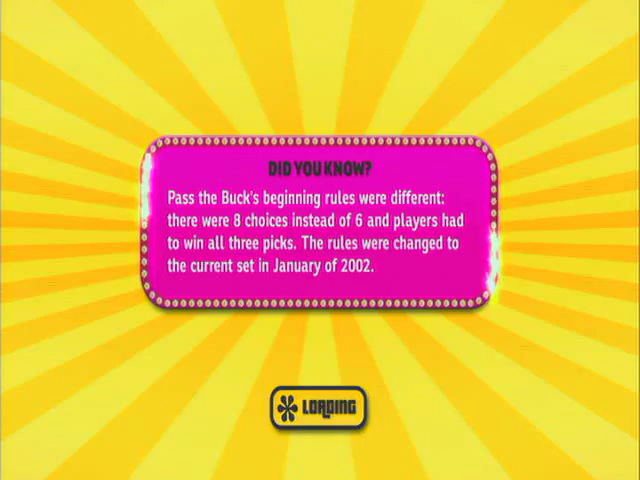 DID YOU KNOW?
Pass the Buck's beginning rules were different:
there were 8 choices instead of 6 and players had
to win all three picks. The rules were changed to
the current set in January of 2002.
LOADING